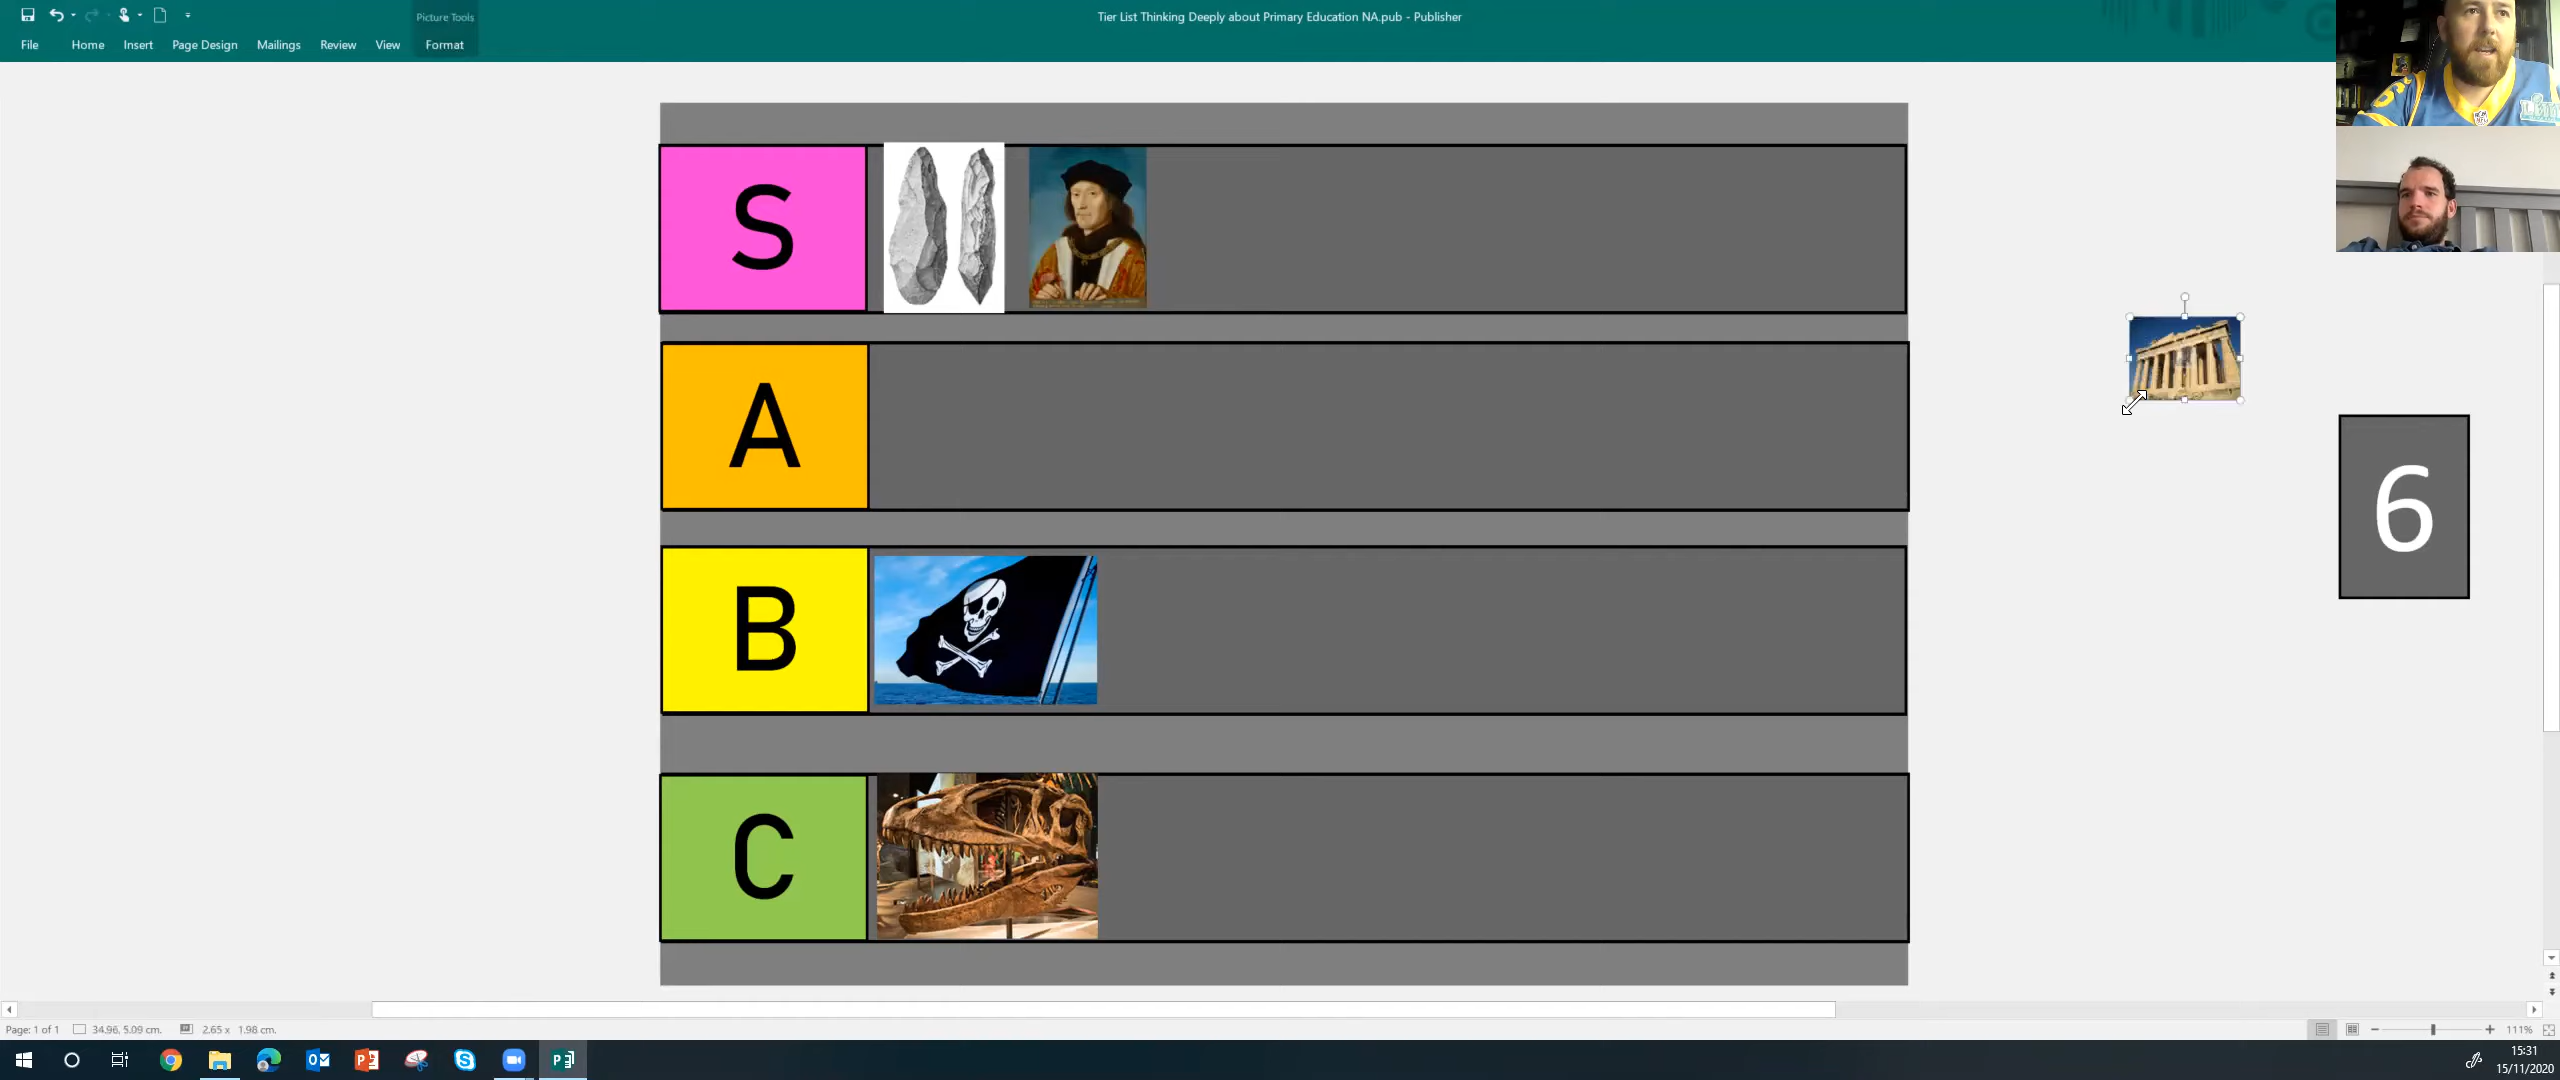 Picture Tools
Tier List Thinking Deeply about Primary Education NA.pub - Publisher
File Home Insert Page Design Mailings Review View Format
S
A
B
C
6
Page: 1 of 1 34.96, 5.09 cm. 2.65 x 1.98 cm.
111%
15:31
15/11/2020